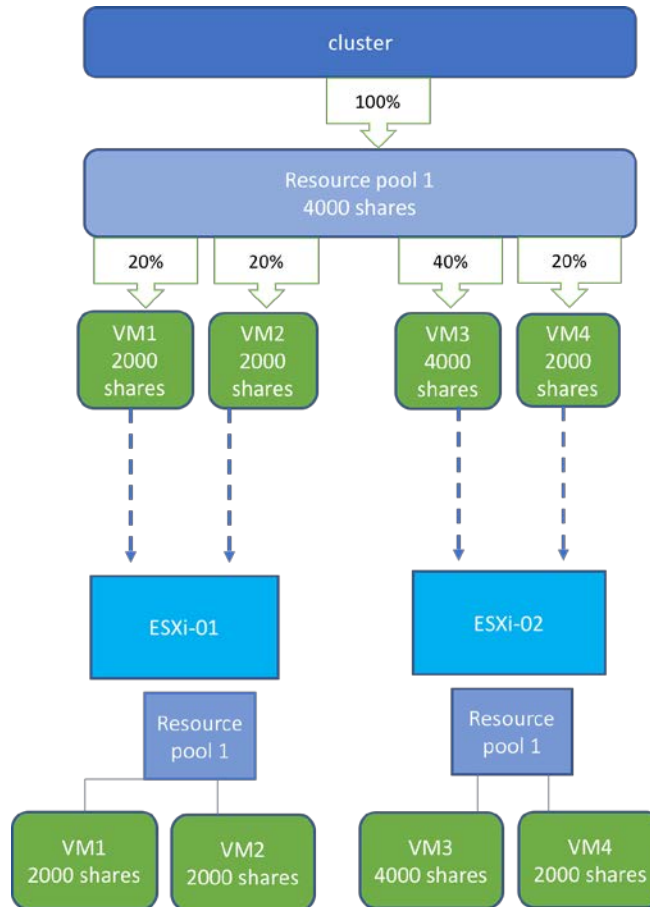 cluster
100%
Resource pool 1
4000 shares
20%
20%
40%
20%
VM1
2000
shares
VM2
2000
shares
VM3
4000
shares
VM4
2000
shares
ESXi-01
ESXi-02
Resource
pool 1
Resource
pool 1
VM1
2000 shares
VM2
2000 shares
VM3
4000 shares
VM4
2000 shares